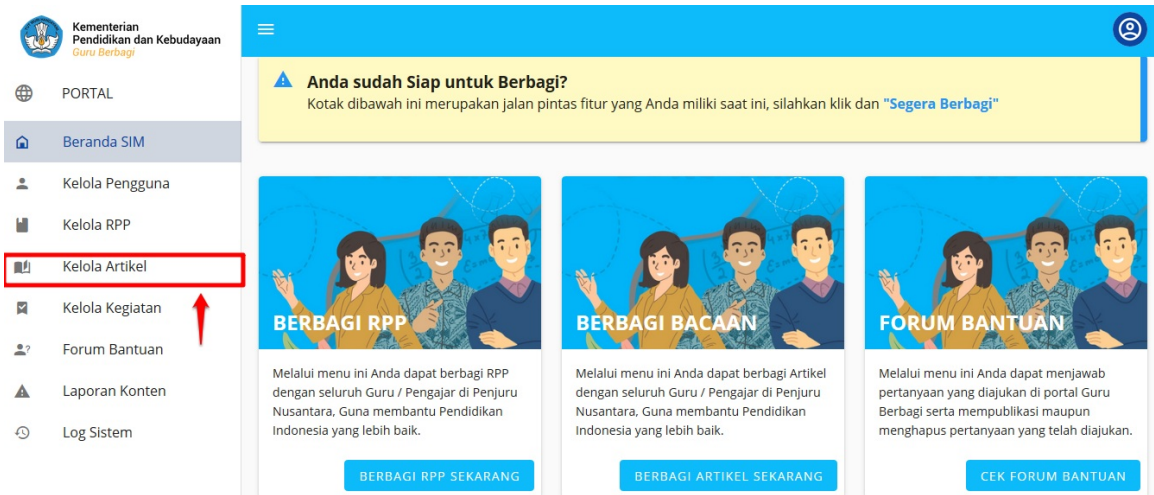 Kementerian
Pendidikan dan Kebudayaan
Guru Berbagi
PORTAL
Beranda SIM
Kelola Pengguna
Kelola RPP
Kelola Artikel
Kelola Kegiatan
Forum Bantuan
Laporan Konten
Log Sistem
Anda sudah Siap untuk Berbagi?
Kotak dibawah ini merupakan jalan pintas fitur yang Anda miliki saat ini, silahkan klik dan "Segera Berbagi"
BERBAGI RPP
Melalui menu ini Anda dapat berbagi RPP
dengan seluruh Guru / Pengajar di Penjuru
Nusantara, Guna membantu Pendidikan
Indonesia yang lebih baik.
BERBAGI RPP SEKARANG
BERBAGI BACAAN
Melalui menu ini Anda dapat berbagi Artikel
dengan seluruh Guru / Pengajar di Penjuru
Nusantara, Guna membantu Pendidikan
Indonesia yang lebih baik.
BERBAGI ARTIKEL SEKARANG
FORUM BANTUAN
Melalui menu ini Anda dapat menjawab
pertanyaan yang diajukan di portal Guru
Berbagi serta mempublikasi maupun
menghapus pertanyaan yang telah diajukan.
CEK FORUM BANTUAN